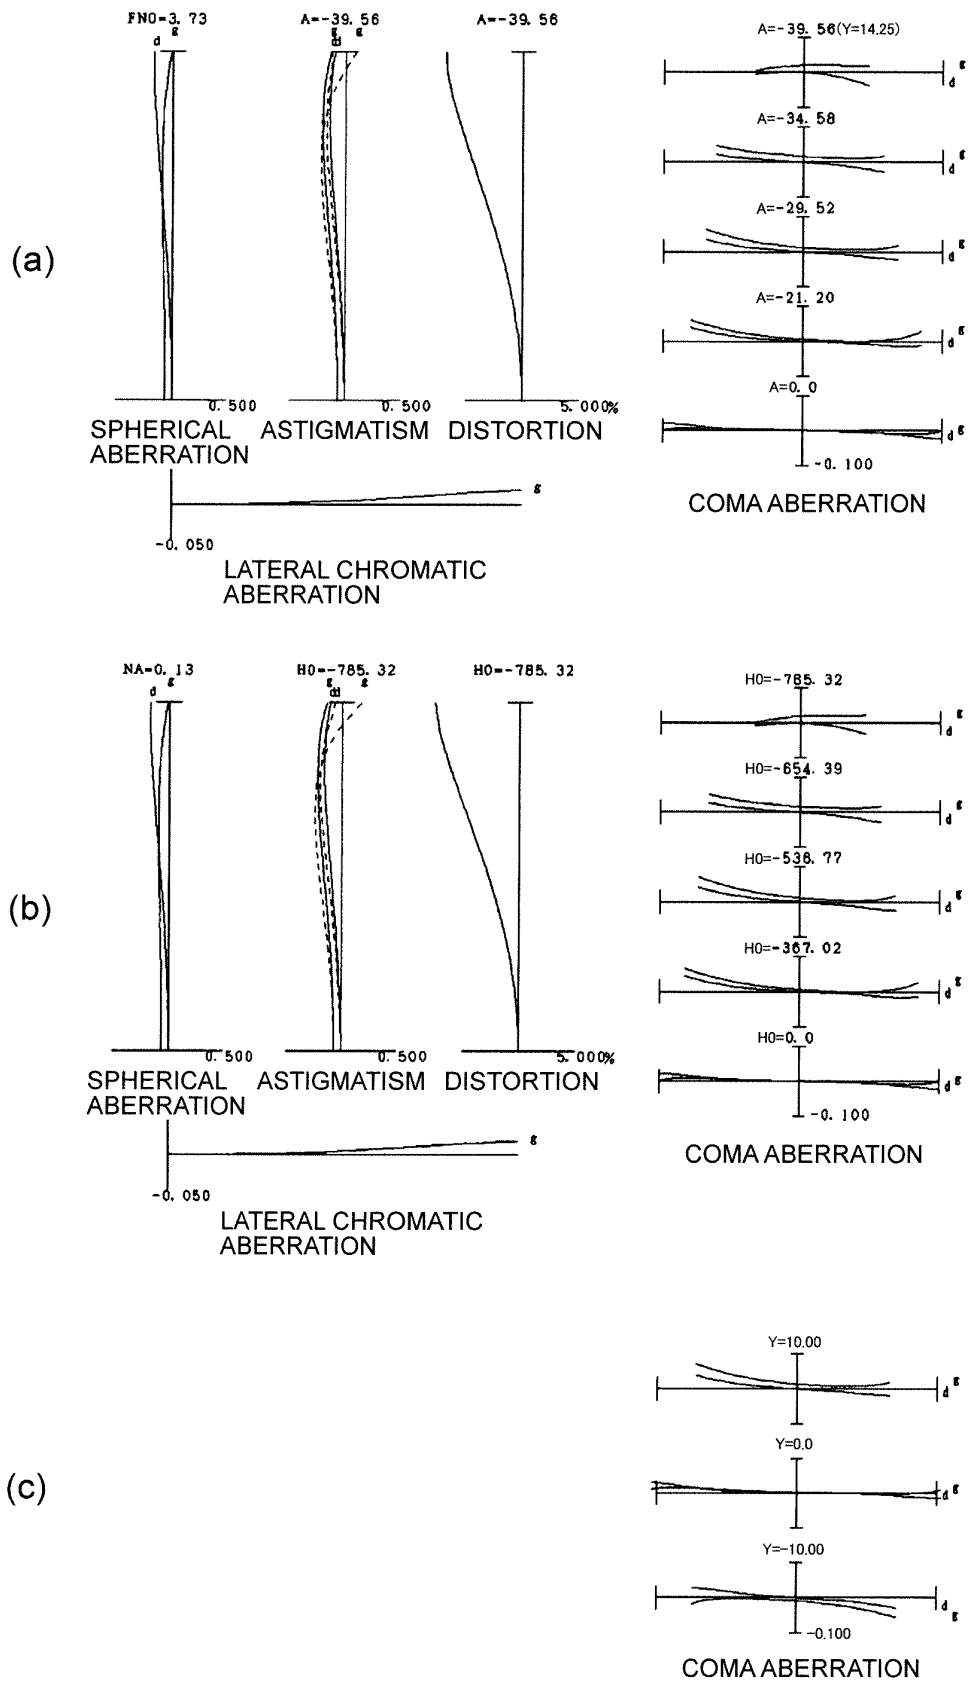 (a)
FNO=3.73
d g
SPHERICAL
ABERRATION
0.500
A=-39.56
g
dd
g
ASTIGMATISM
0.500
A=-39.56
DISTORTION
5.000%
g
-0.050
LATERAL CHROMATIC
ABERRATION
A=-39.56(Y=14.25)
g
d
A=-34.58
g
d
A=-29.52
g
d
A=-21.20
g
d
A=0.0
g
d
-0.100
COMA ABERRATION
(b)
NA=0.13
d g
SPHERICAL
ABERRATION
0.500
H0=-785.32
g
dd
g
ASTIGMATISM
0.500
H0=-785.32
DISTORTION
5.000%
g
-0.050
LATERAL CHROMATIC
ABERRATION
H0=-785.32
g
d
H0=-654.39
g
d
H0=-538.77
g
d
H0=-367.02
g
d
H0=0.0
g
d
-0.100
COMA ABERRATION
(c)
Y=10.00
g
d
Y=0.0
g
d
Y=-10.00
d
g
-0.100
COMA ABERRATION